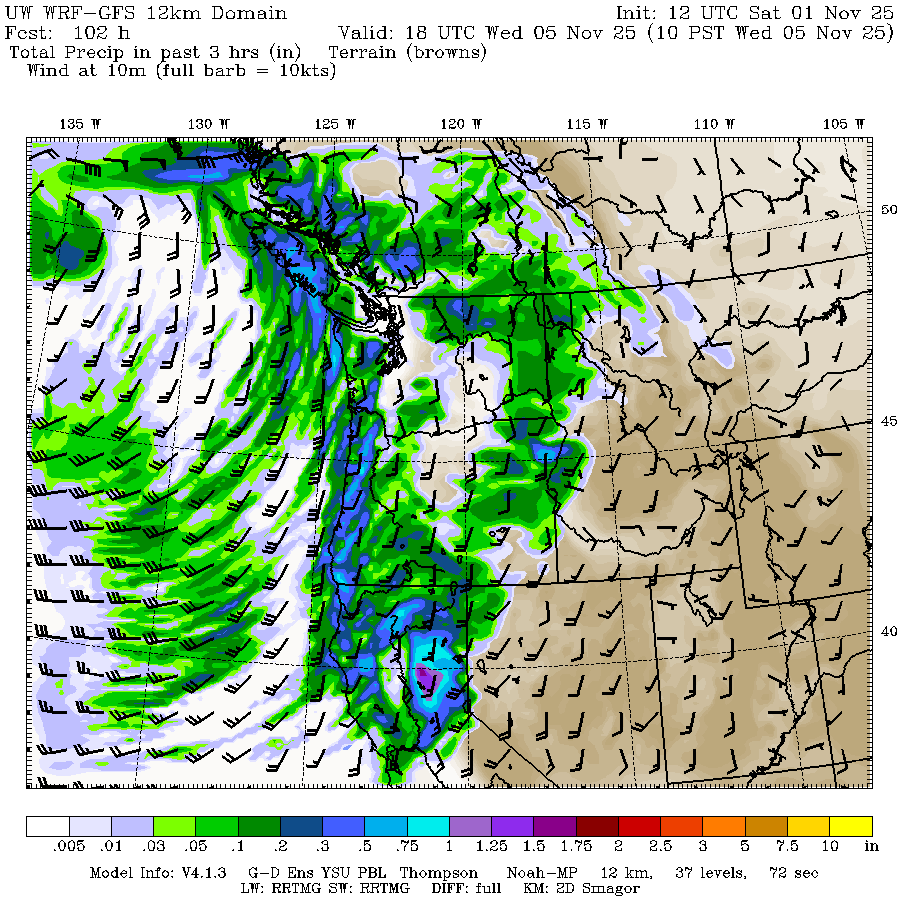 UW WRF-GFS 12km Domain Init: 12 UTC Sat 01 Nov 25
Fcst: 102 h Valid: 18 UTC Wed 05 Nov 25 (10 PST Wed 05 Nov 25)
Total Precip in past 3 hrs (in) Terrain (browns)
Wind at 10m (full barb = 10kts)
135 W 130 W 125 W 120 W 115 W 110 W 105 W
50
45
40
.005 .01 .03 .05 .1 .2 .3 .5 .75 1 1.25 1.5 1.75 2 2.5 3 5 7.5 10 in
Model Info: V4.1.3 G-D Ens YSU PBL Thompson Noah-MP 12 km, 37 levels, 72 sec
LW: RRTMG SW: RRTMG DIFF: full KM: 2D Smagor